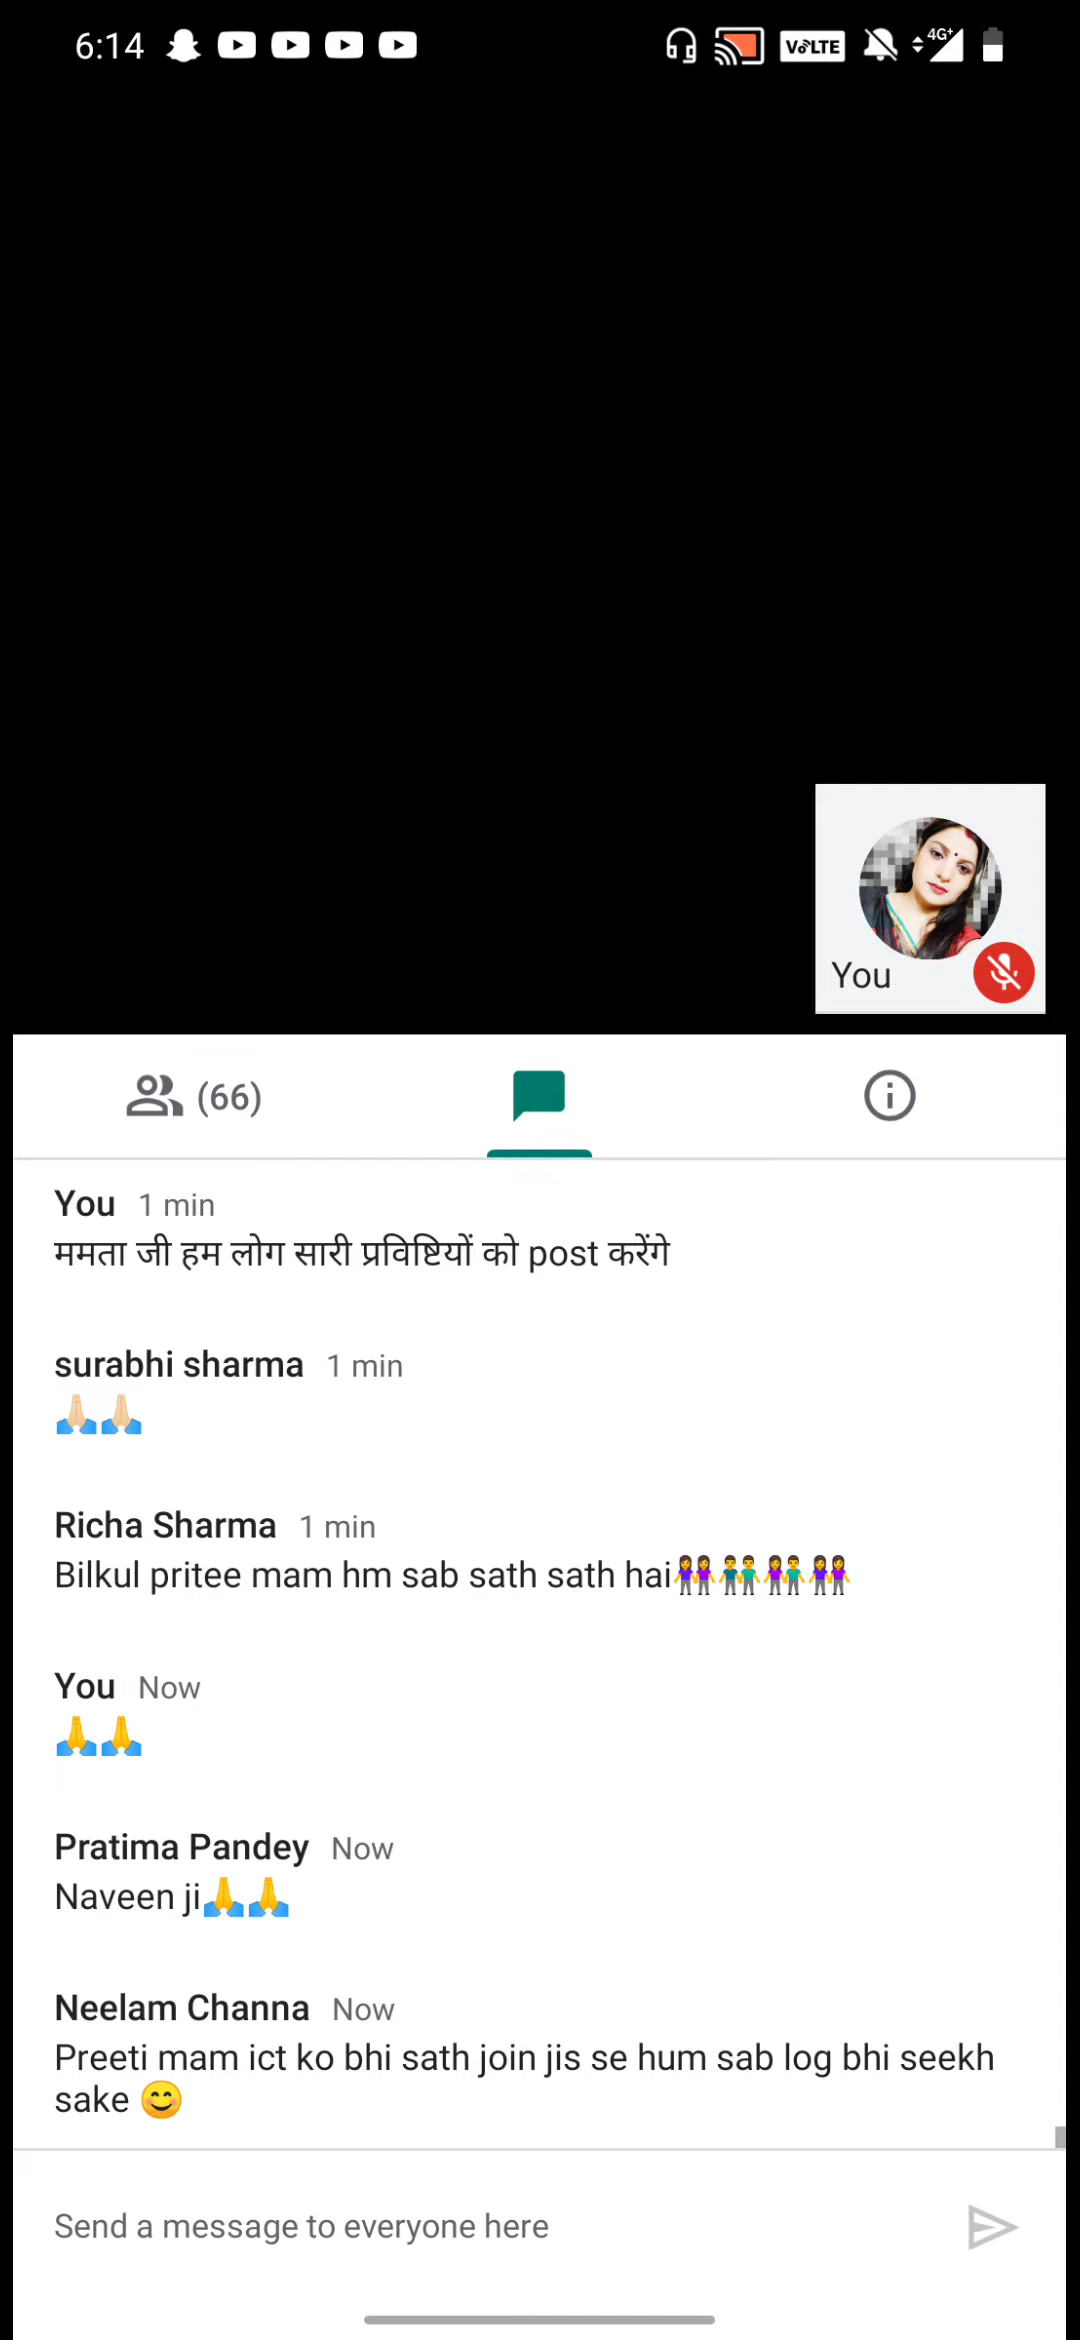 6:14 VoLTE 4G+
You
(66)
You 1 min
ममता जी हम लोग सारी प्रविष्टियों को post करेंगे
surabhi sharma 1 min
🙏🏻🙏🏻
Richa Sharma 1 min
Bilkul pritee mam hm sab sath sath hai👭👬👫👭
You Now
🙏🙏
Pratima Pandey Now
Naveen ji🙏🙏
Neelam Channa Now
Preeti mam ict ko bhi sath join jis se hum sab log bhi seekh
sake 😊
Send a message to everyone here